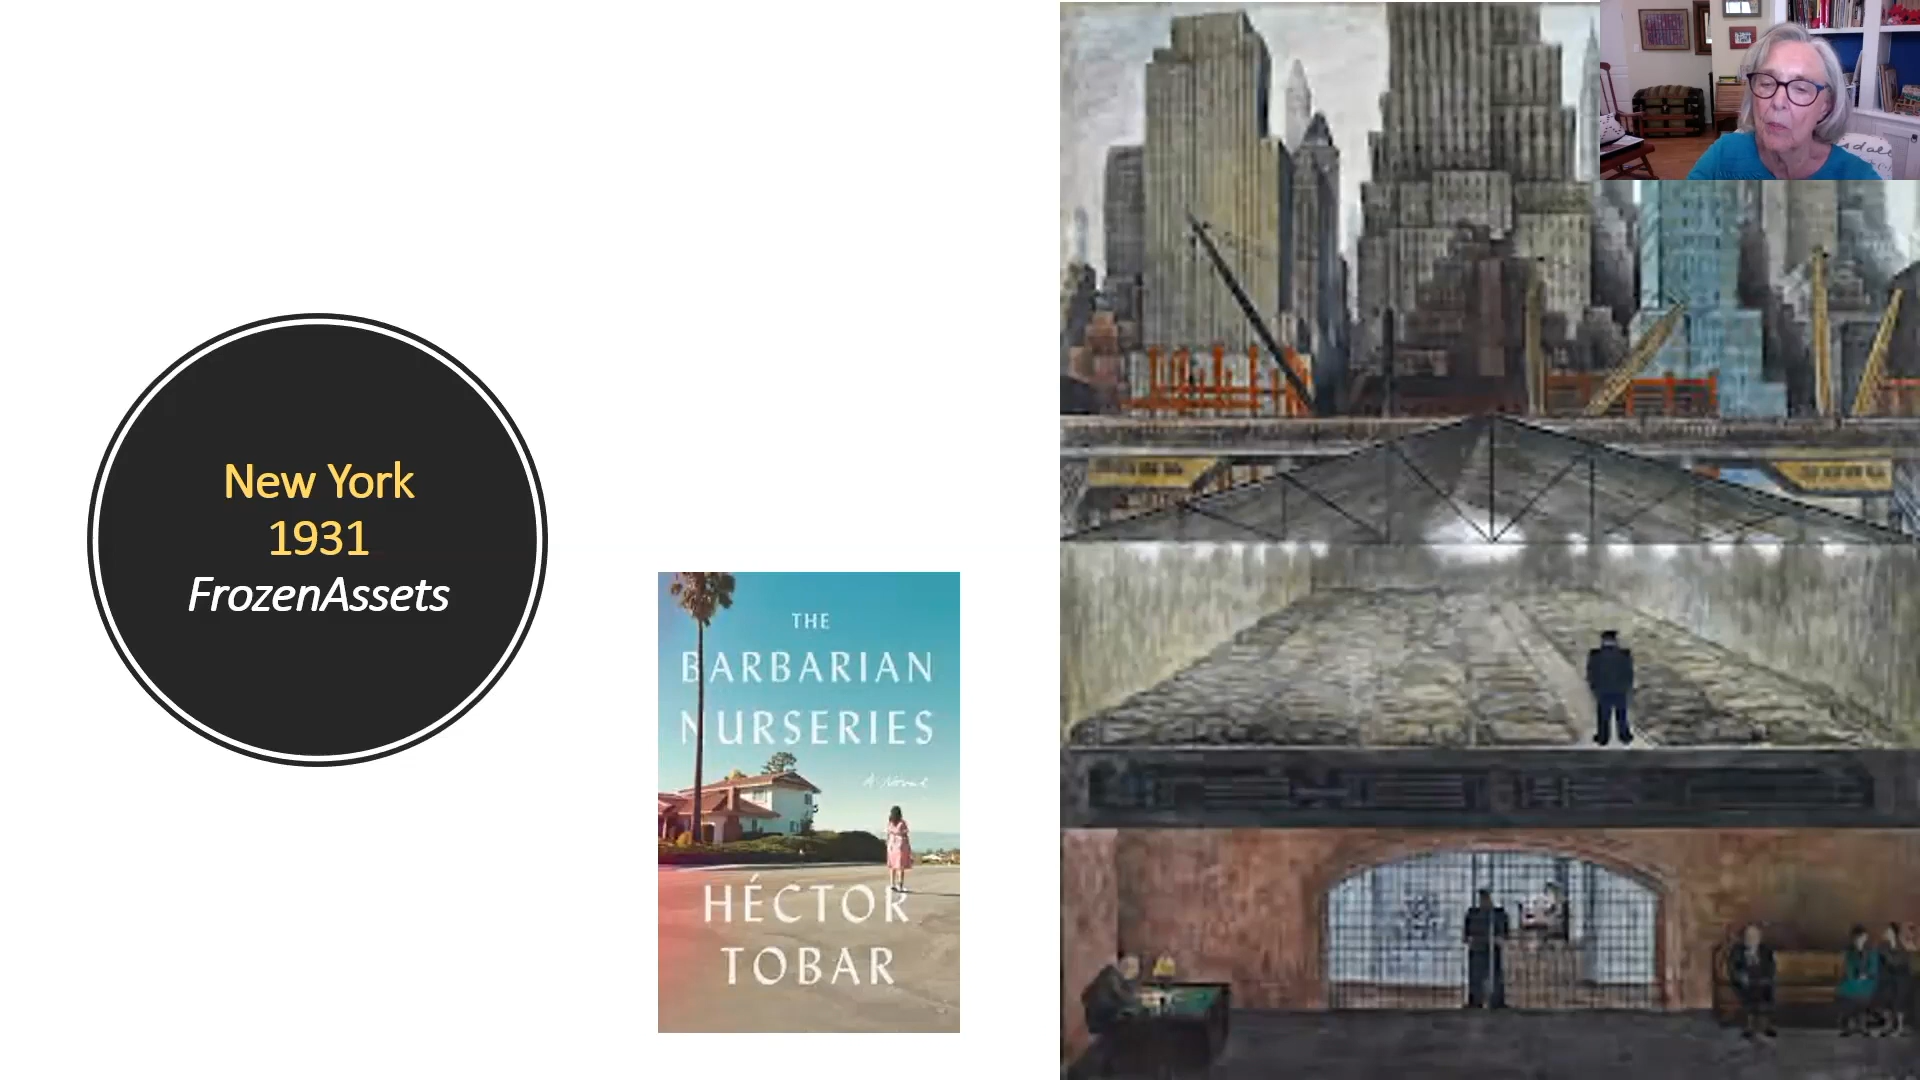 New York
1931
FrozenAssets
THE
BARBARIAN
NURSERIES
A Novel
HÉCTOR
TOBAR